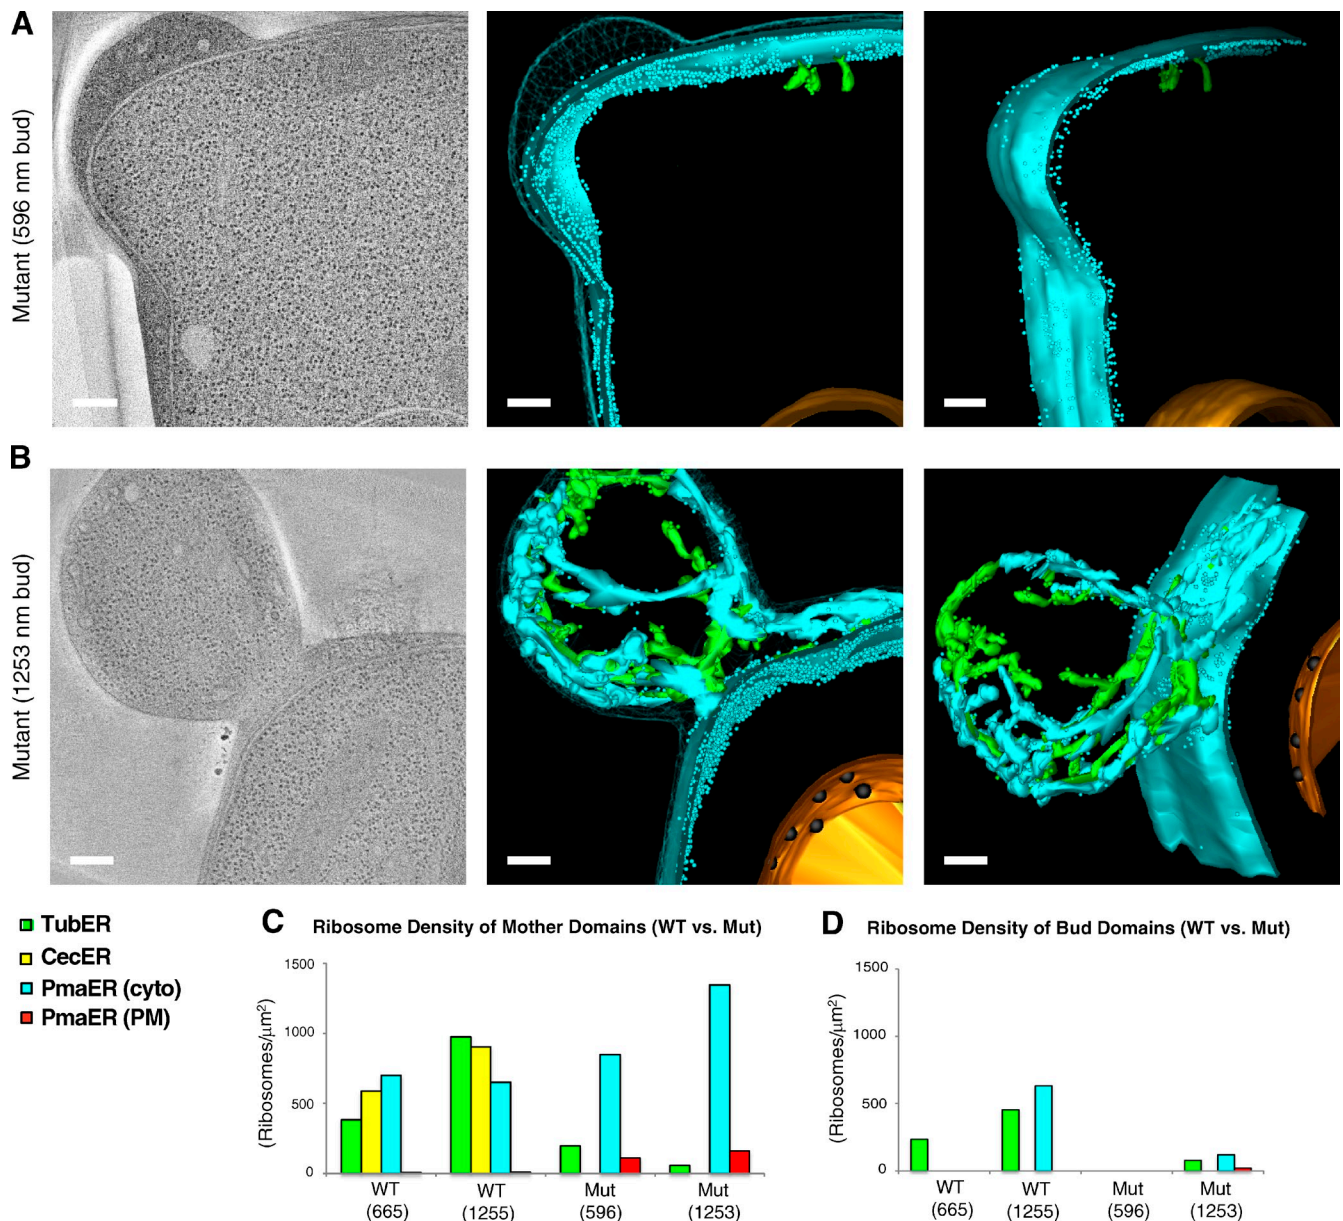 A
Mutant (596 nm bud)
B
Mutant (1253 nm bud)
TubER
CecER
PmaER (cyto)
PmaER (PM)
C
Ribosome Density of Mother Domains (WT vs. Mut)
(Ribosomes/μm²)
1500
1000
500
0
WT
(665)
WT
(1255)
Mut
(596)
Mut
(1253)
D
Ribosome Density of Bud Domains (WT vs. Mut)
(Ribosomes/μm²)
1500
1000
500
0
WT
(665)
WT
(1255)
Mut
(596)
Mut
(1253)